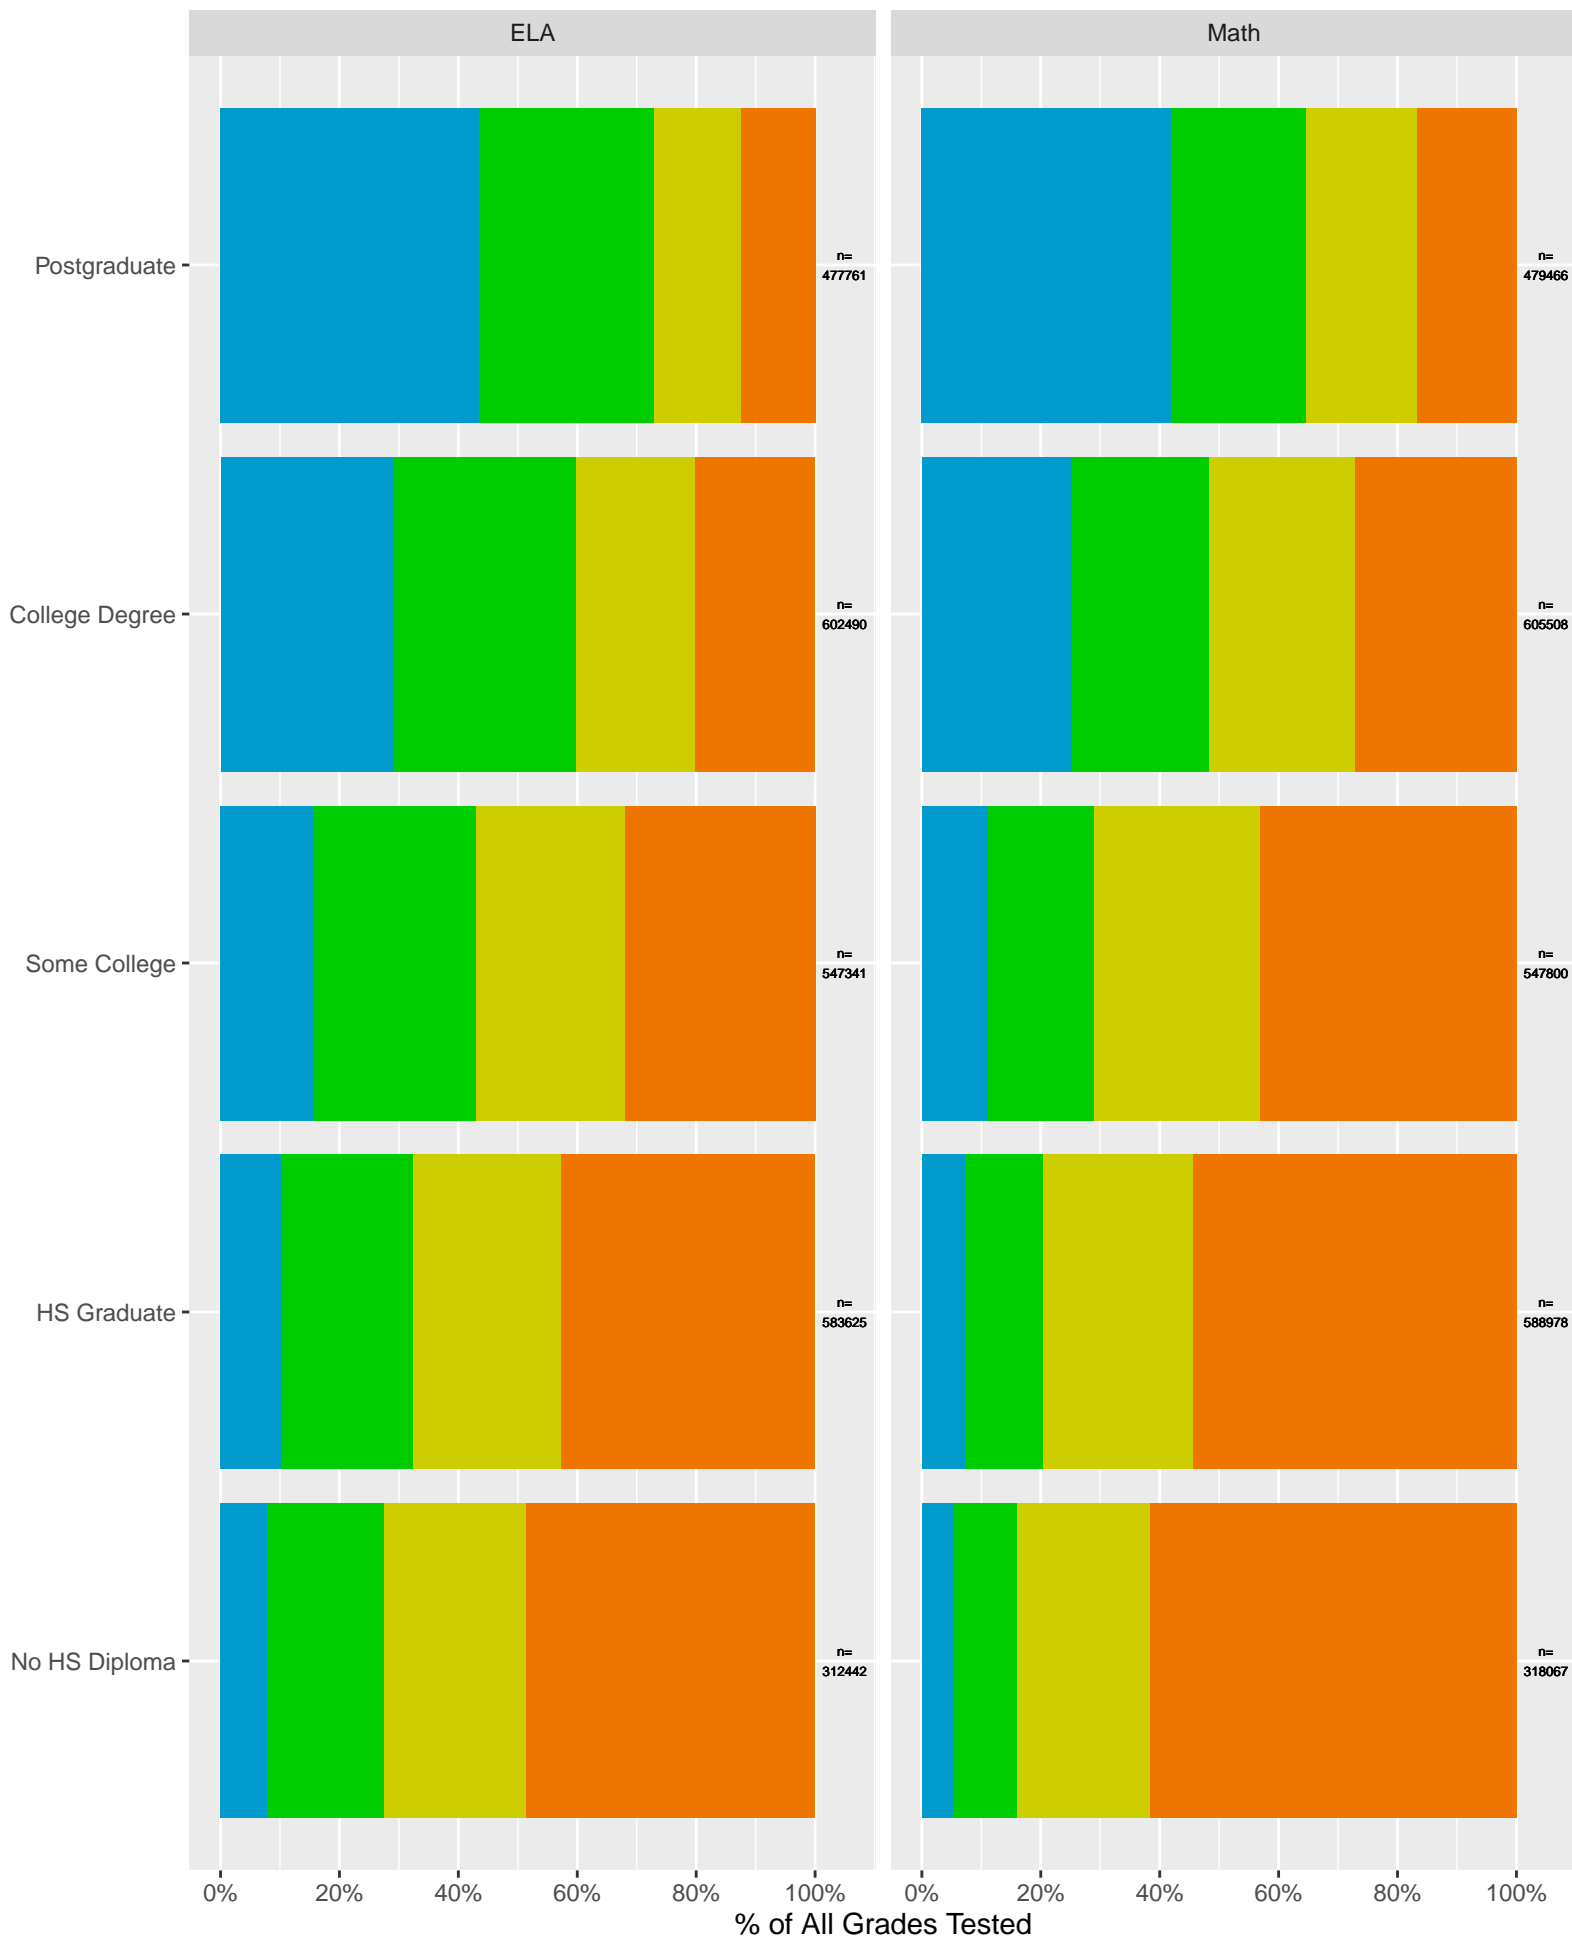 ELA
Math
Postgraduate
n=
477761
n=
479466
College Degree
n=
602490
n=
605508
Some College
n=
547341
n=
547800
HS Graduate
n=
583625
n=
588978
No HS Diploma
n=
312442
n=
318067
0% 20% 40% 60% 80% 100%
0% 20% 40% 60% 80% 100%
% of All Grades Tested